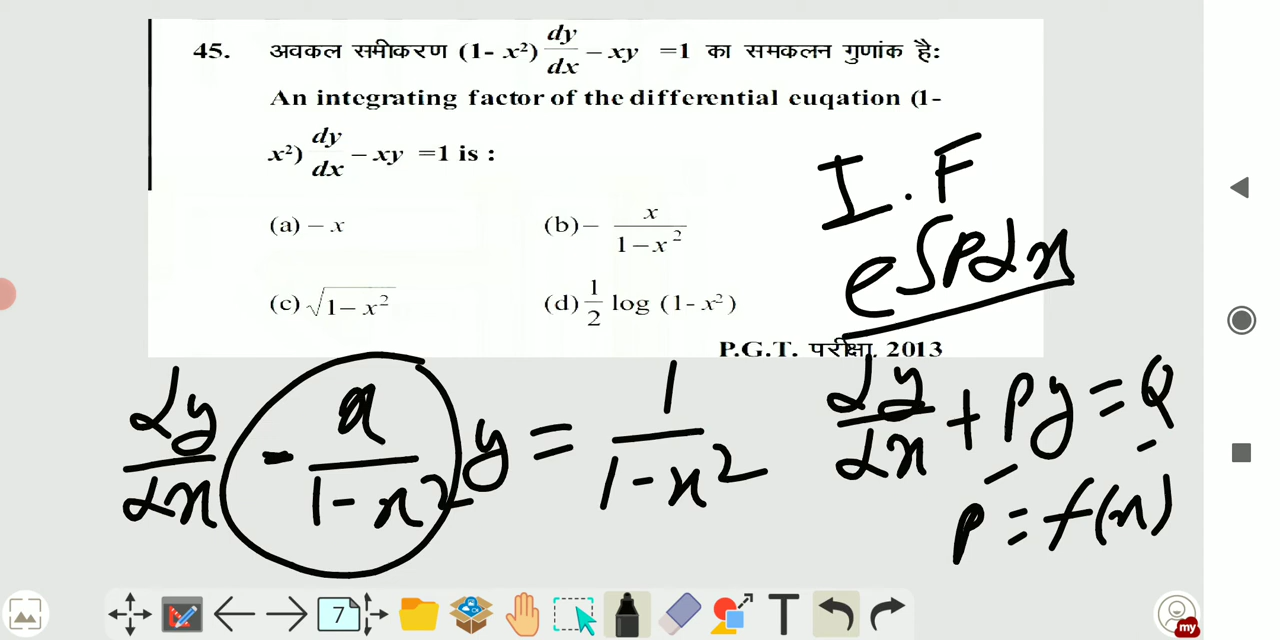 45. अवकल समीकरण (1- x²) dy/dx – xy =1 का समकलन गुणांक है:
An integrating factor of the differential euqation (1-
x²) dy/dx – xy =1 is :
(a) – x (b) – x/(1 – x²)
(c) √(1 – x²) (d) 1/2 log (1- x²)
P.G.T. परीक्षा, 2013
I.F
e∫Pdx
dy/dx - x/(1-x²) y = 1/(1-x²)
dy/dx + Py = Q
P = f(x)
7
T
my